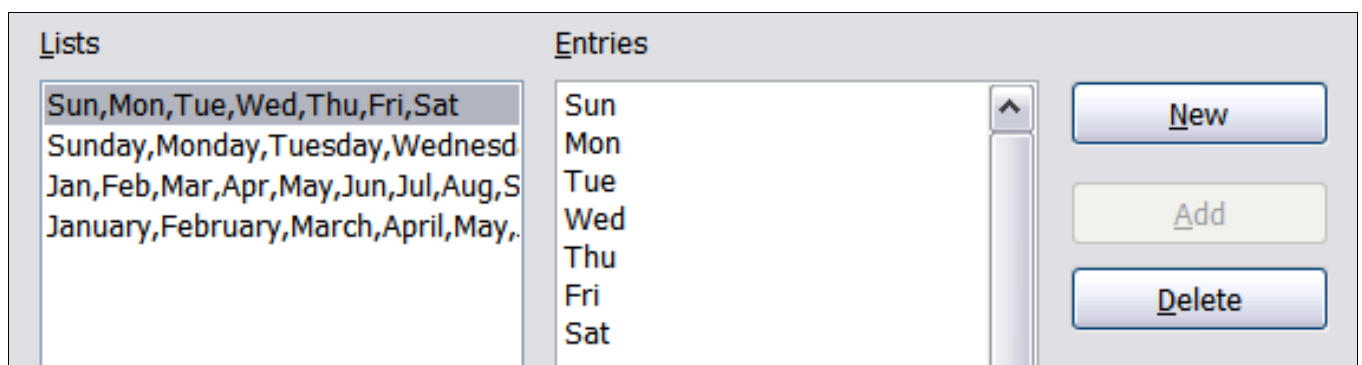 Lists
Entries
Sun,Mon,Tue,Wed,Thu,Fri,Sat
Sunday,Monday,Tuesday,Wednesd
Jan,Feb,Mar,Apr,May,Jun,Jul,Aug,S
January,February,March,April,May,.
Sun
Mon
Tue
Wed
Thu
Fri
Sat
New
Add
Delete